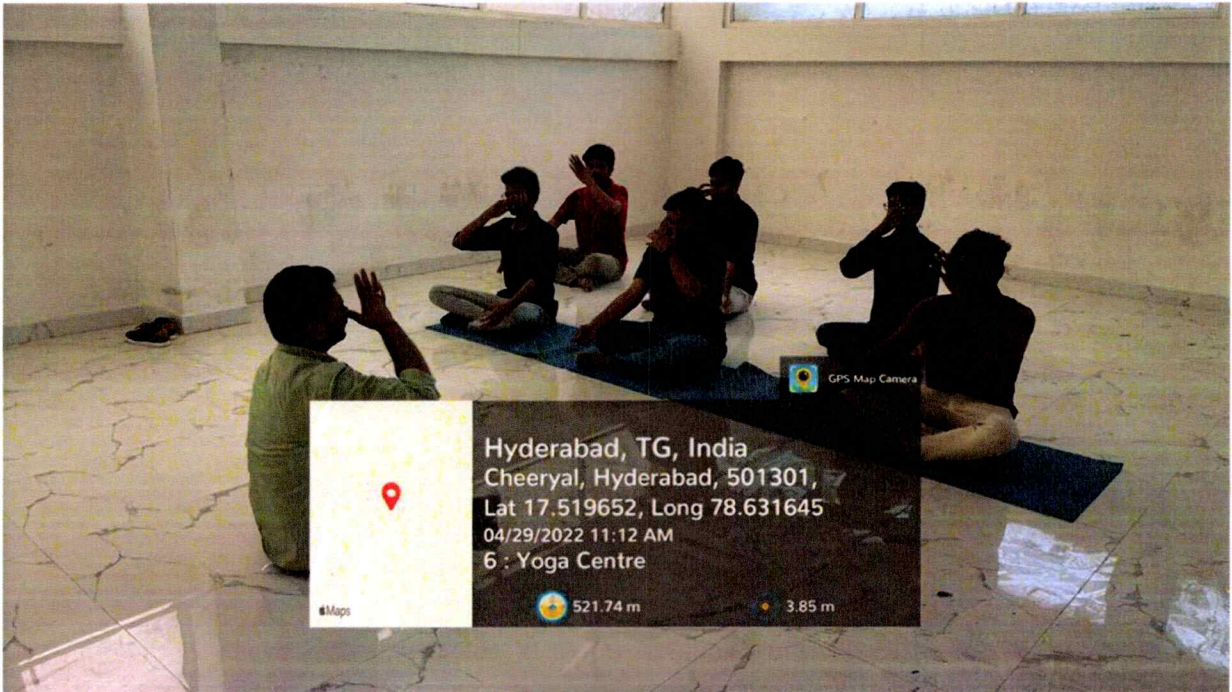 GPS Map Camera
Hyderabad, TG, India
Cheeryal, Hyderabad, 501301,
Lat 17.519652, Long 78.631645
04/29/2022 11:12 AM
6 : Yoga Centre
Maps
521.74 m
3.85 m